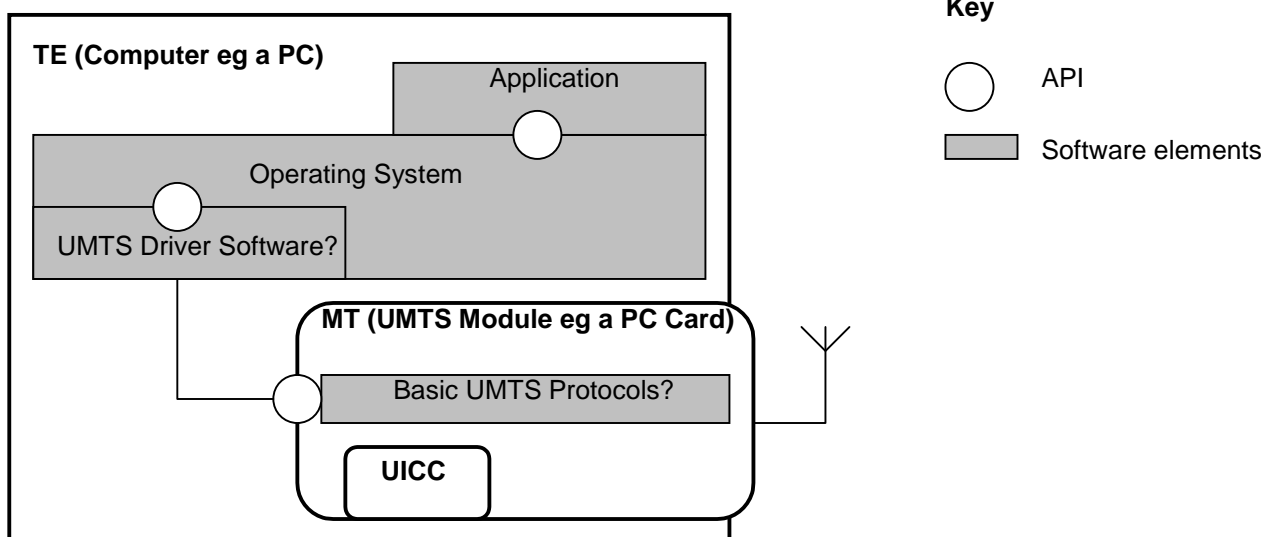 Key
TE (Computer eg a PC)
Application
API
Operating System
Software elements
UMTS Driver Software?
MT (UMTS Module eg a PC Card)
Basic UMTS Protocols?
UICC